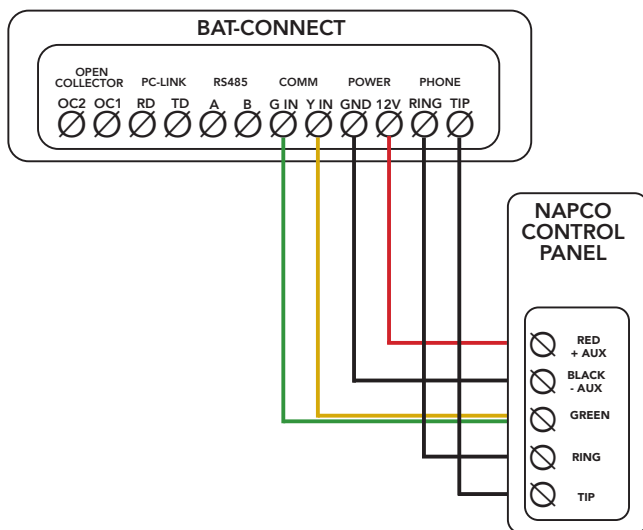 BAT-CONNECT
OPEN
COLLECTOR PC-LINK RS485 COMM POWER PHONE
OC2 OC1 RD TD A B G IN Y IN GND 12V RING TIP
NAPCO
CONTROL
PANEL
RED
+ AUX
BLACK
- AUX
GREEN
RING
TIP